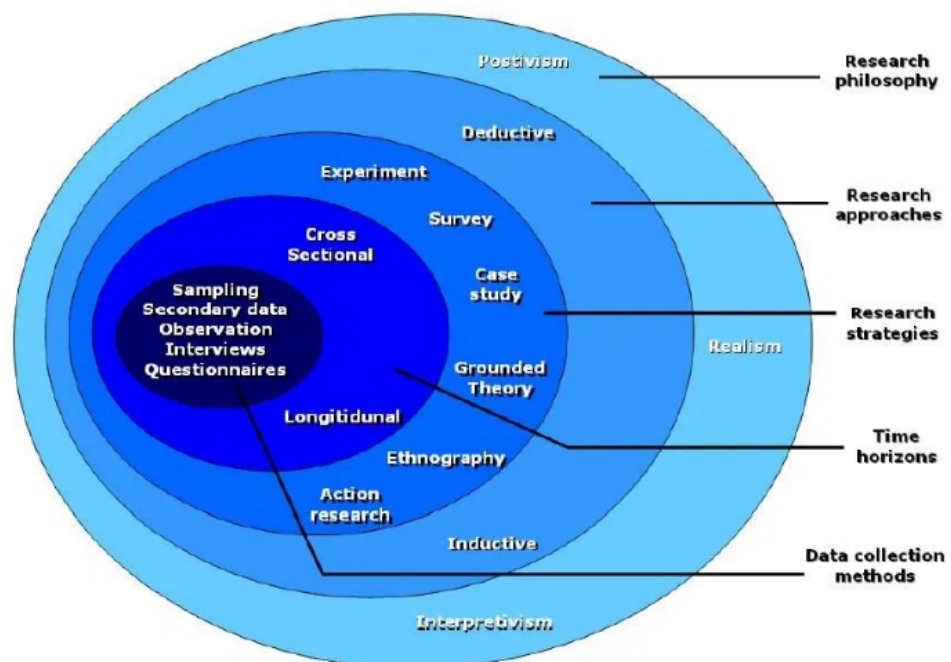 Postivism
Research
philosophy
Deductive
Experiment
Research
approaches
Survey
Cross
Sectional
Case
study
Sampling
Secondary data
Observation
Interviews
Questionnaires
Research
strategies
Realism
Grounded
Theory
Longitidunal
Time
horizons
Ethnography
Action
research
Inductive
Data collection
methods
Interpretivism